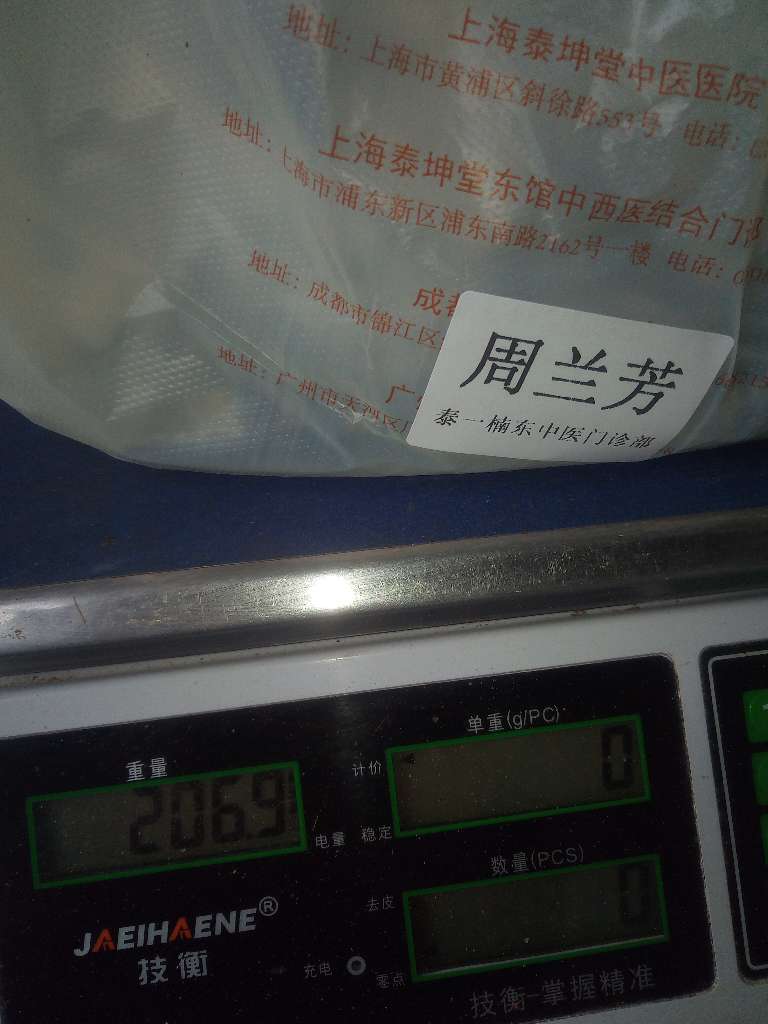 上海泰坤堂中医医院
地址：上海市黄浦区斜徐路553号 电话：
上海泰坤堂东馆中西医结合门
地址：上海市浦东新区浦东南路2162号一楼 电话：
成
地址：成都市锦江区
广
地址：广州市天河区
周兰芳
泰一楠东中医门诊部
重量
计价
单重(g/PC)
206.9
0
电量
稳定
数量(PCS)
去皮
0
JAEIHAENE®
技衡
充电
零点
技衡-掌握精准